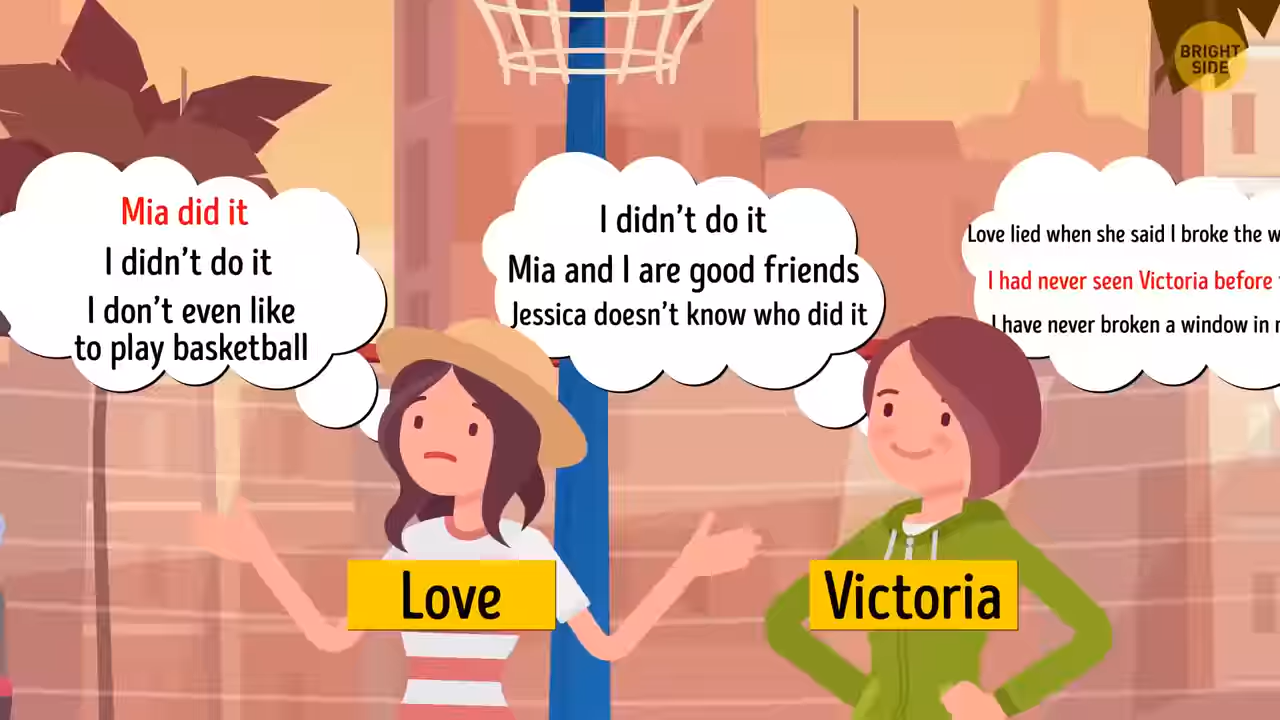 BRIGHT
SIDE
Mia did it
I didn't do it
I don't even like
to play basketball
I didn't do it
Mia and I are good friends
Jessica doesn't know who did it
Love lied when she said I broke the
I had never seen Victoria before
I have never broken a window in
Love
Victoria